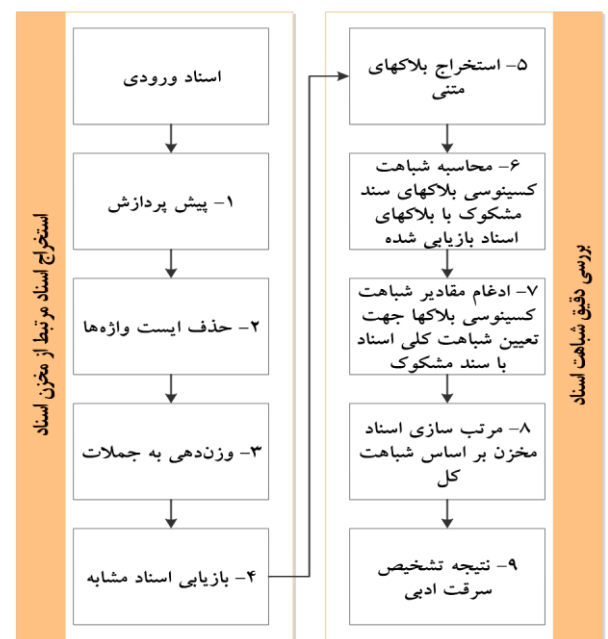 استخراج اسناد مرتبط از مخزن اسناد
اسناد ورودی
۱- پیش پردازش
۲- حذف ایست واژه‌ها
۳- وزن‌دهی به جملات
۴- بازیابی اسناد مشابه
بررسی دقیق شباهت اسناد
۵- استخراج بلاکهای
متنی
۶- محاسبه شباهت
کسینوسی بلاکهای سند
مشکوک با بلاکهای
اسناد بازیابی شده
۷- ادغام مقادیر شباهت
کسینوسی بلاکها جهت
تعیین شباهت کلی اسناد
با سند مشکوک
۸- مرتب سازی اسناد
مخزن بر اساس شباهت
کل
۹- نتیجه تشخیص
سرقت ادبی